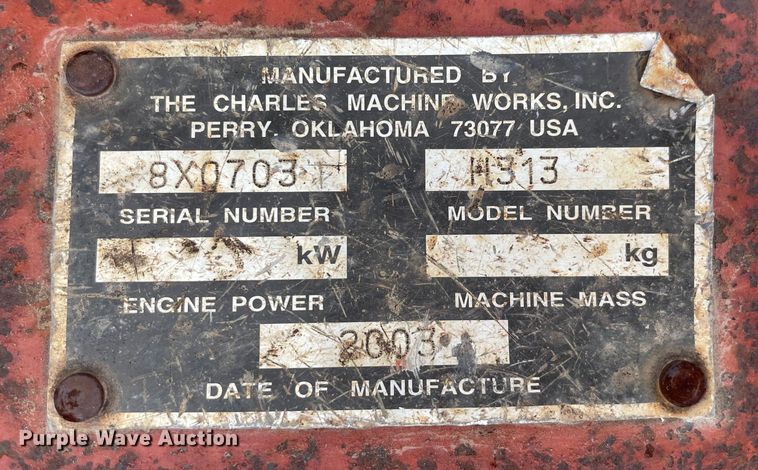 MANUFACTURED BY
THE CHARLES MACHINE WORKS, INC.
PERRY, OKLAHOMA 73077 USA
8X0703 H313
SERIAL NUMBER MODEL NUMBER
kW kg
ENGINE POWER MACHINE MASS
2003
DATE OF MANUFACTURE
Purple Wave Auction